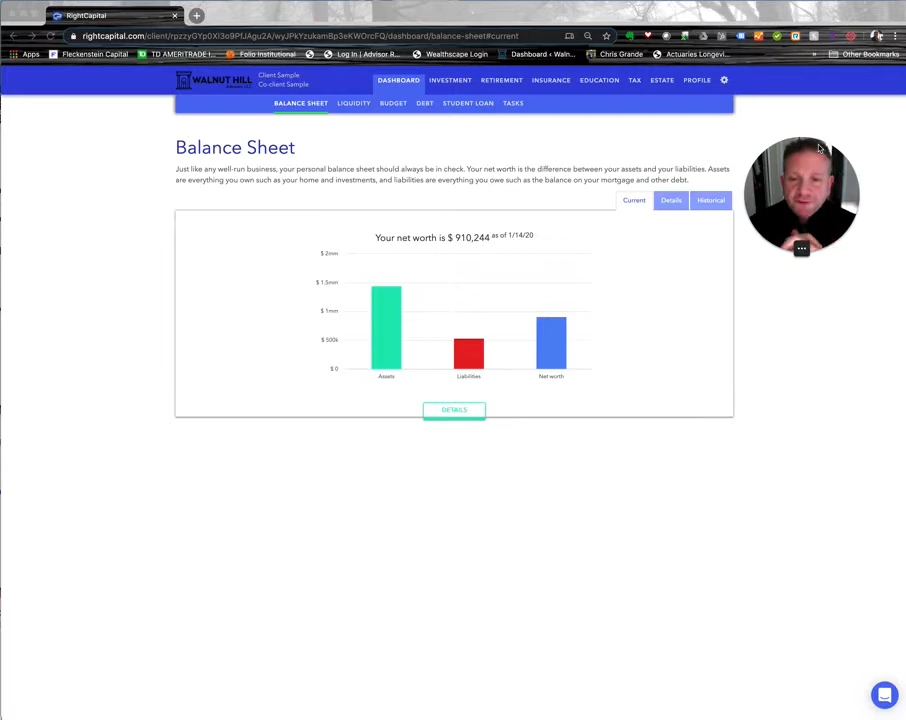 RightCapital
rightcapital.com/client/rpzzyGYp0Xl3o9PfJAgu2A/wyJPkYzukamBp3eKWOrcFQ/dashboard/balance-sheet#current
Apps Fleckenstein Capital TD AMERITRADE I... Folio Institutional Log In | Advisor R... Wealthscape Login Dashboard ‹ Waln... Chris Grande Actuaries Longevi... » Other Bookmarks
WALNUT HILL
Client Sample
Co-client Sample
DASHBOARD INVESTMENT RETIREMENT INSURANCE EDUCATION TAX ESTATE PROFILE
BALANCE SHEET LIQUIDITY BUDGET DEBT STUDENT LOAN TASKS
Balance Sheet
Just like any well-run business, your personal balance sheet should always be in check. Your net worth is the difference between your assets and your liabilities. Assets
are everything you own such as your home and investments, and liabilities are everything you owe such as the balance on your mortgage and other debt.
Current Details Historical
Your net worth is $ 910,244 as of 1/14/20
$ 2mm
$ 1.5mm
$ 1mm
$ 500k
$ 0
Assets Liabilities Net worth
DETAILS